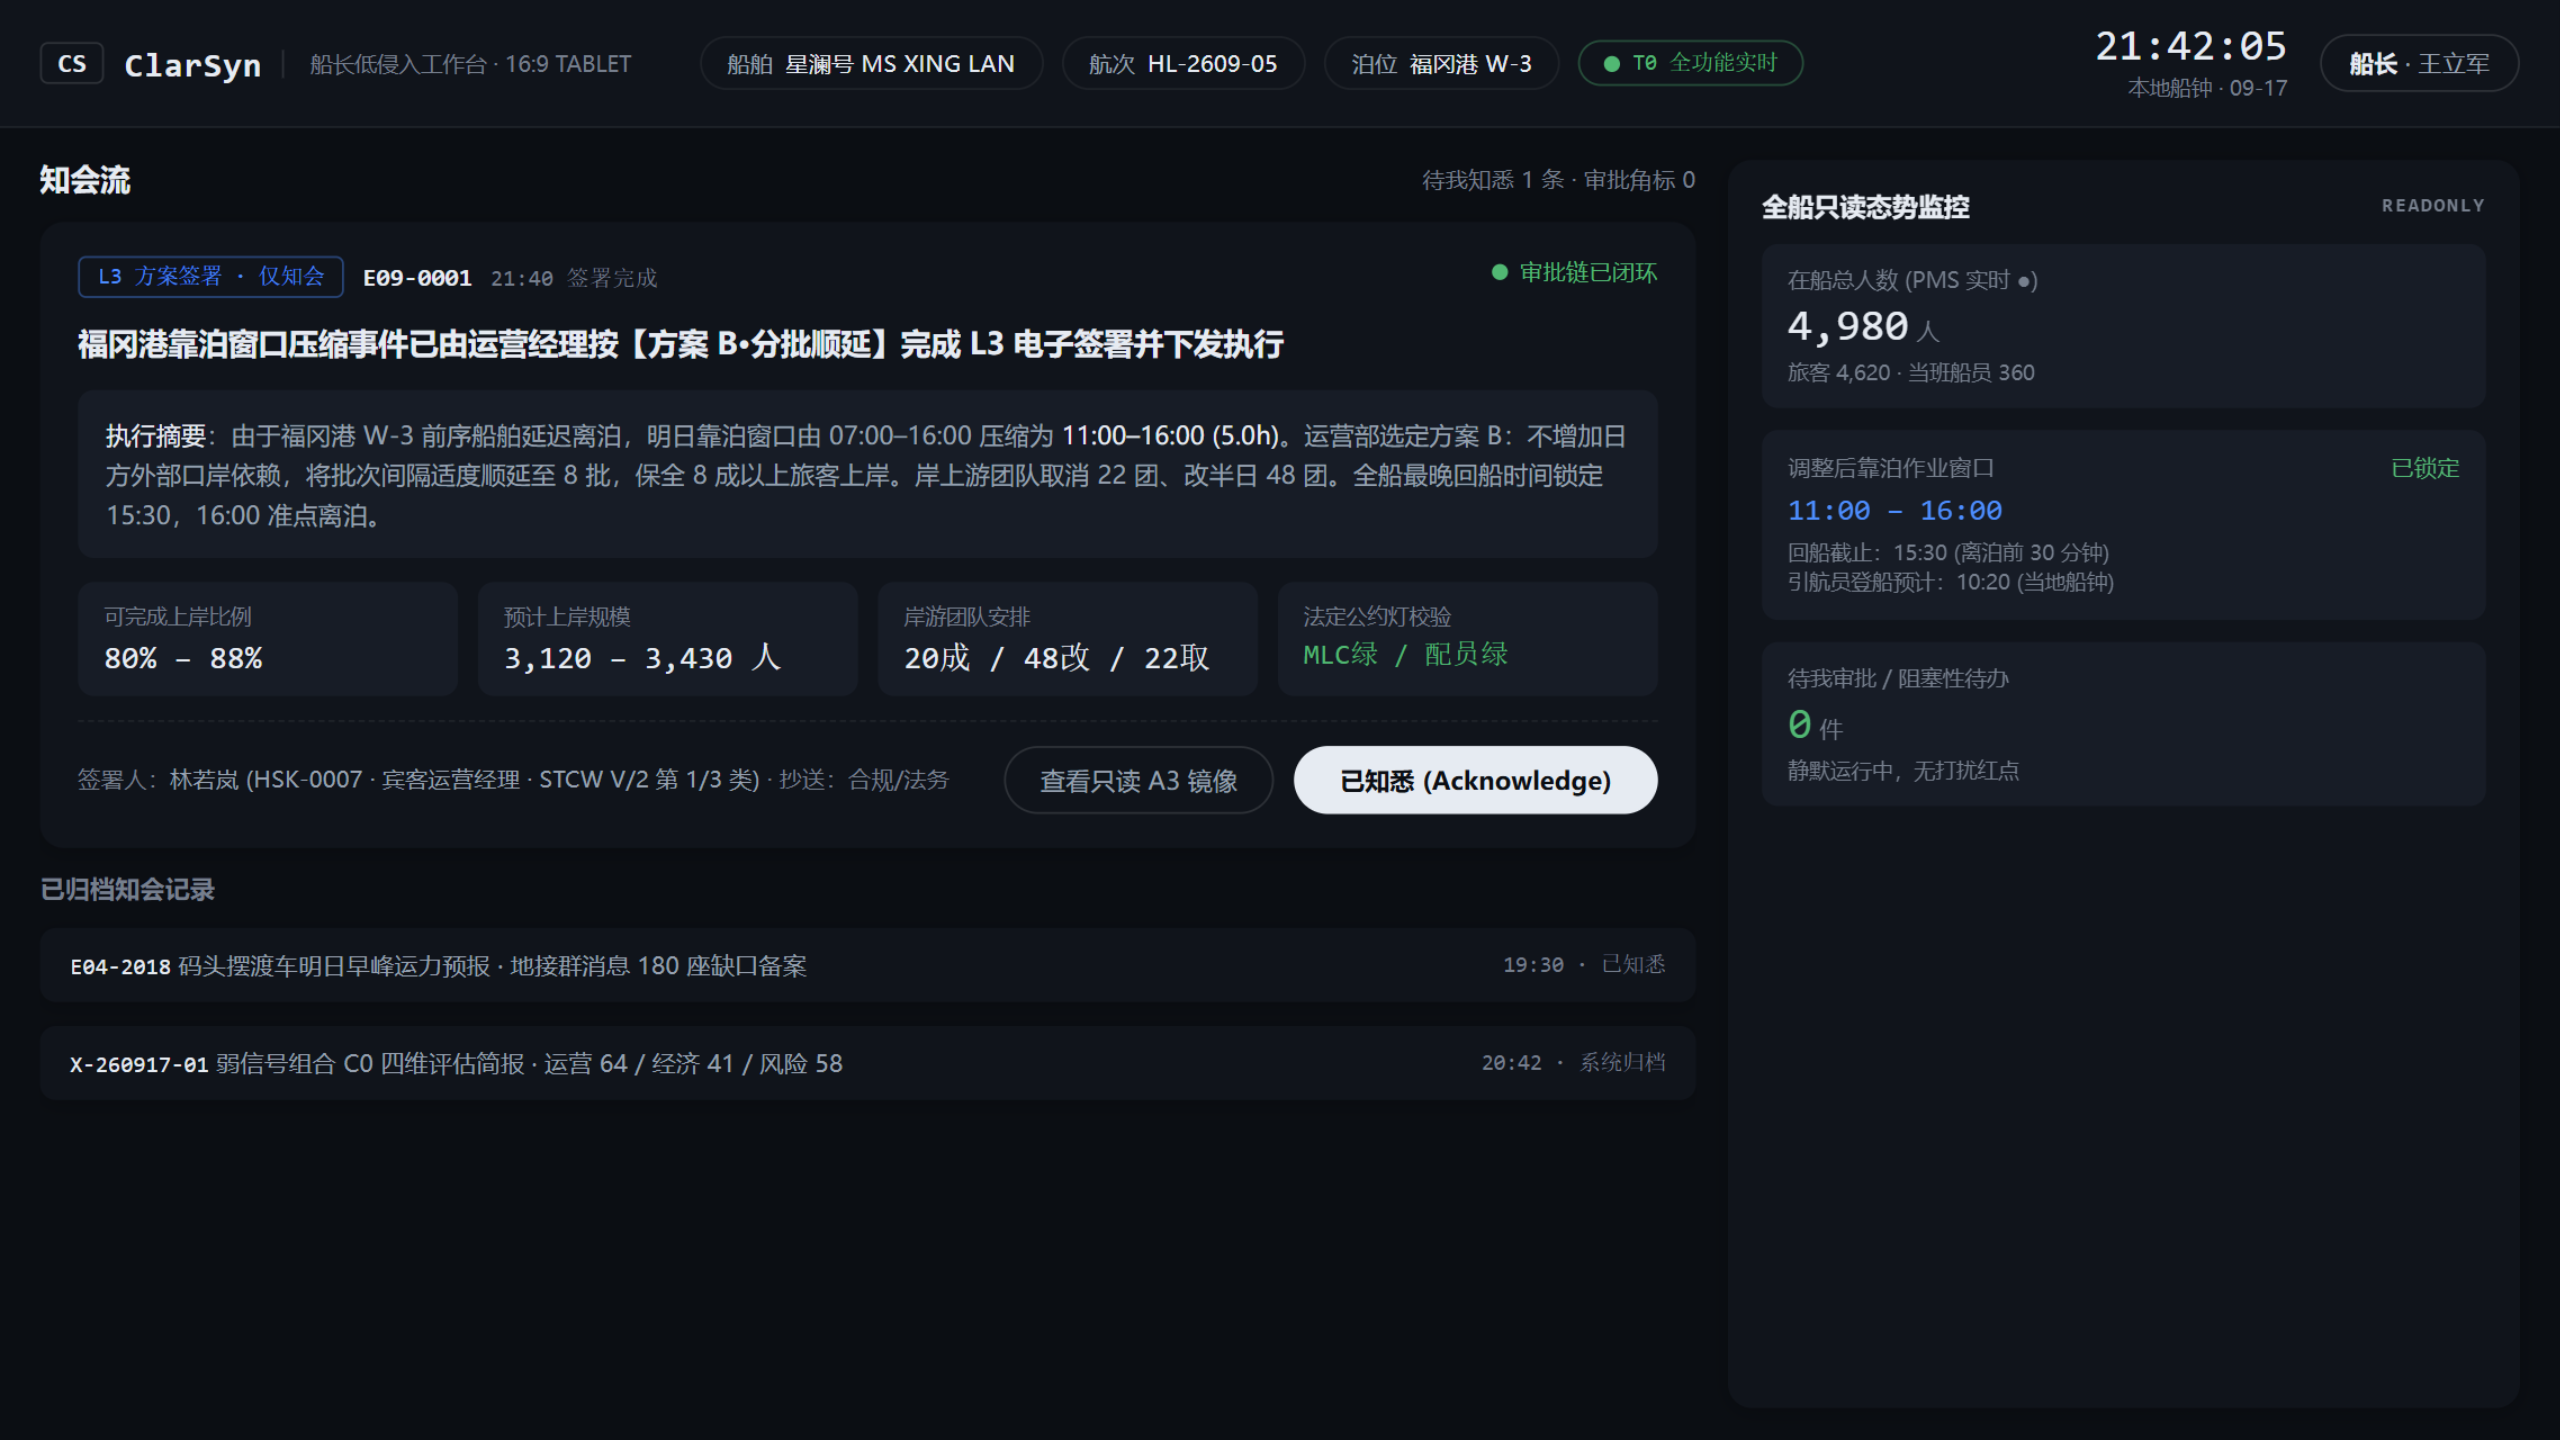 CS ClarSyn 船长低侵入工作台 · 16:9 TABLET
船舶 星澜号 MS XING LAN
航次 HL-2609-05
泊位 福冈港 W-3
T0 全功能实时
21:42:05
本地船钟 · 09-17
船长 · 王立军
知会流
待我知悉 1 条 · 审批角标 0
L3 方案签署 · 仅知会 E09-0001 21:40 签署完成
审批链已闭环
福冈港靠泊窗口压缩事件已由运营经理按【方案 B•分批顺延】完成 L3 电子签署并下发执行
执行摘要：由于福冈港 W-3 前序船舶延迟离泊，明日靠泊窗口由 07:00–16:00 压缩为 11:00–16:00 (5.0h)。运营部选定方案 B：不增加日
方外部口岸依赖，将批次间隔适度顺延至 8 批，保全 8 成以上旅客上岸。岸上游团队取消 22 团、改半日 48 团。全船最晚回船时间锁定
15:30，16:00 准点离泊。
可完成上岸比例
80% – 88%
预计上岸规模
3,120 – 3,430 人
岸游团队安排
20成 / 48改 / 22取
法定公约灯校验
MLC绿 / 配员绿
签署人：林若岚 (HSK-0007 · 宾客运营经理 · STCW V/2 第 1/3 类) · 抄送：合规/法务
查看只读 A3 镜像
已知悉 (Acknowledge)
已归档知会记录
E04-2018 码头摆渡车明日早峰运力预报 · 地接群消息 180 座缺口备案
19:30 · 已知悉
X-260917-01 弱信号组合 C0 四维评估简报 · 运营 64 / 经济 41 / 风险 58
20:42 · 系统归档
全船只读态势监控
READONLY
在船总人数 (PMS 实时 ●)
4,980 人
旅客 4,620 · 当班船员 360
调整后靠泊作业窗口
已锁定
11:00 – 16:00
回船截止：15:30 (离泊前 30 分钟)
引航员登船预计：10:20 (当地船钟)
待我审批 / 阻塞性待办
0 件
静默运行中，无打扰红点